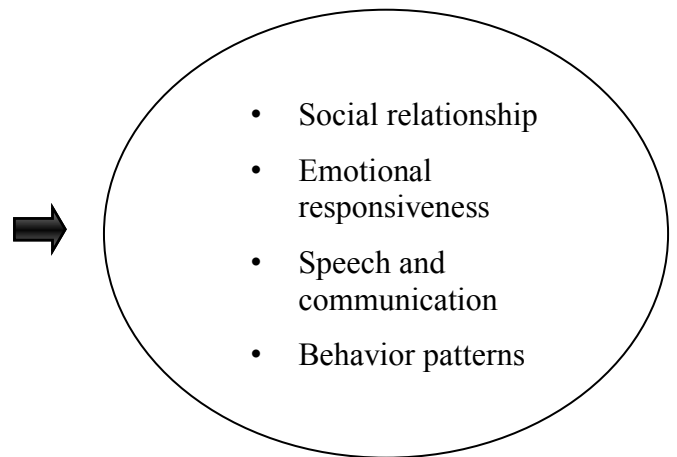 • Social relationship
• Emotional
responsiveness
• Speech and
communication
• Behavior patterns